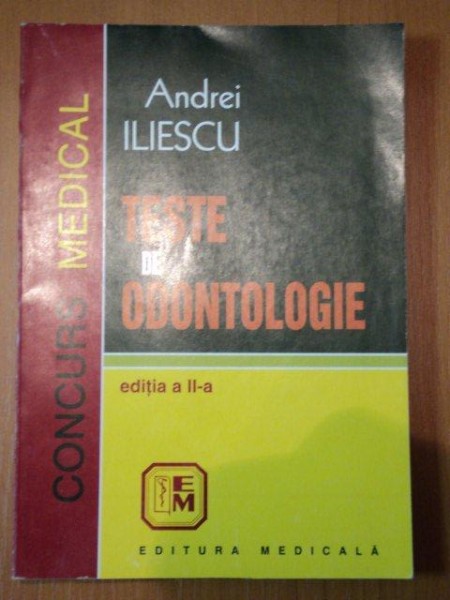 Andrei
ILIESCU
TESTE
DE
ODONTOLOGIE
ediția a II-a
CONCURS MEDICAL
EM
EDITURA MEDICALĂ